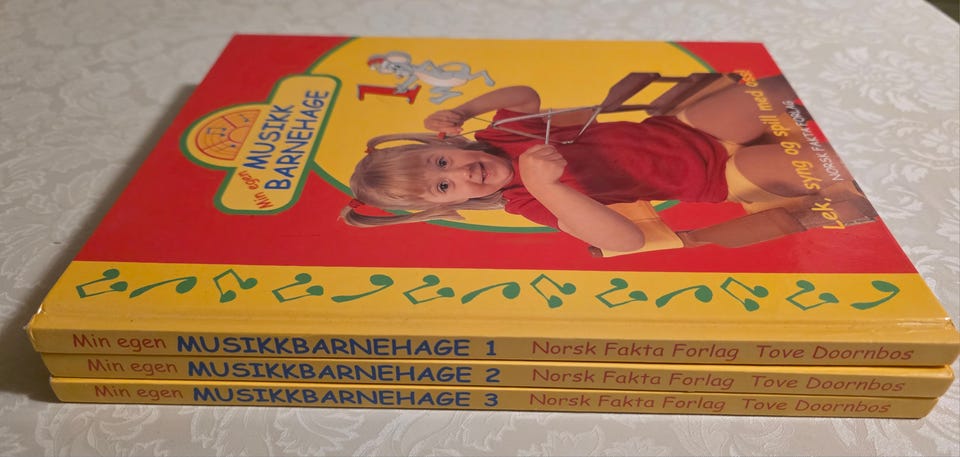 Min egen
MUSIKK
BARNEHAGE
1
Lek, syng og spill med oss!
NORSK FAKTA FORLAG
Min egen MUSIKKBARNEHAGE 1 Norsk Fakta Forlag Tove Doornbos
Min egen MUSIKKBARNEHAGE 2 Norsk Fakta Forlag Tove Doornbos
Min egen MUSIKKBARNEHAGE 3 Norsk Fakta Forlag Tove Doornbos